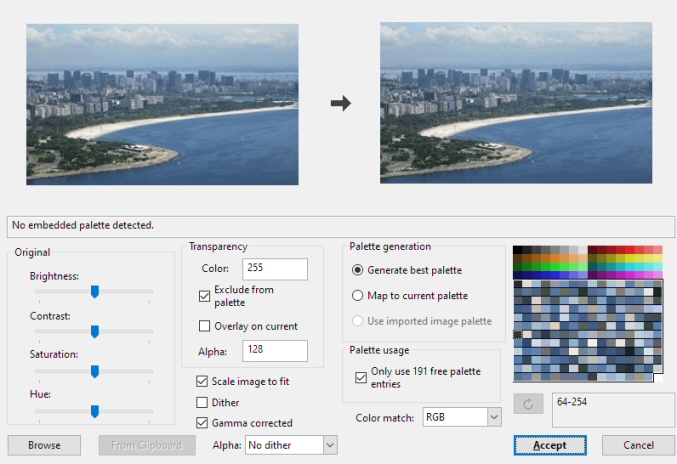 No embedded palette detected.
Original
Brightness:
Contrast:
Saturation:
Hue:
Transparency
Color: 255
Exclude from
palette
Overlay on current
Alpha: 128
Scale image to fit
Dither
Gamma corrected
Palette generation
Generate best palette
Map to current palette
Use imported image palette
Palette usage
Only use 191 free palette
entries
Color match: RGB
64-254
Browse
From Clipboard
Alpha: No dither
Accept
Cancel